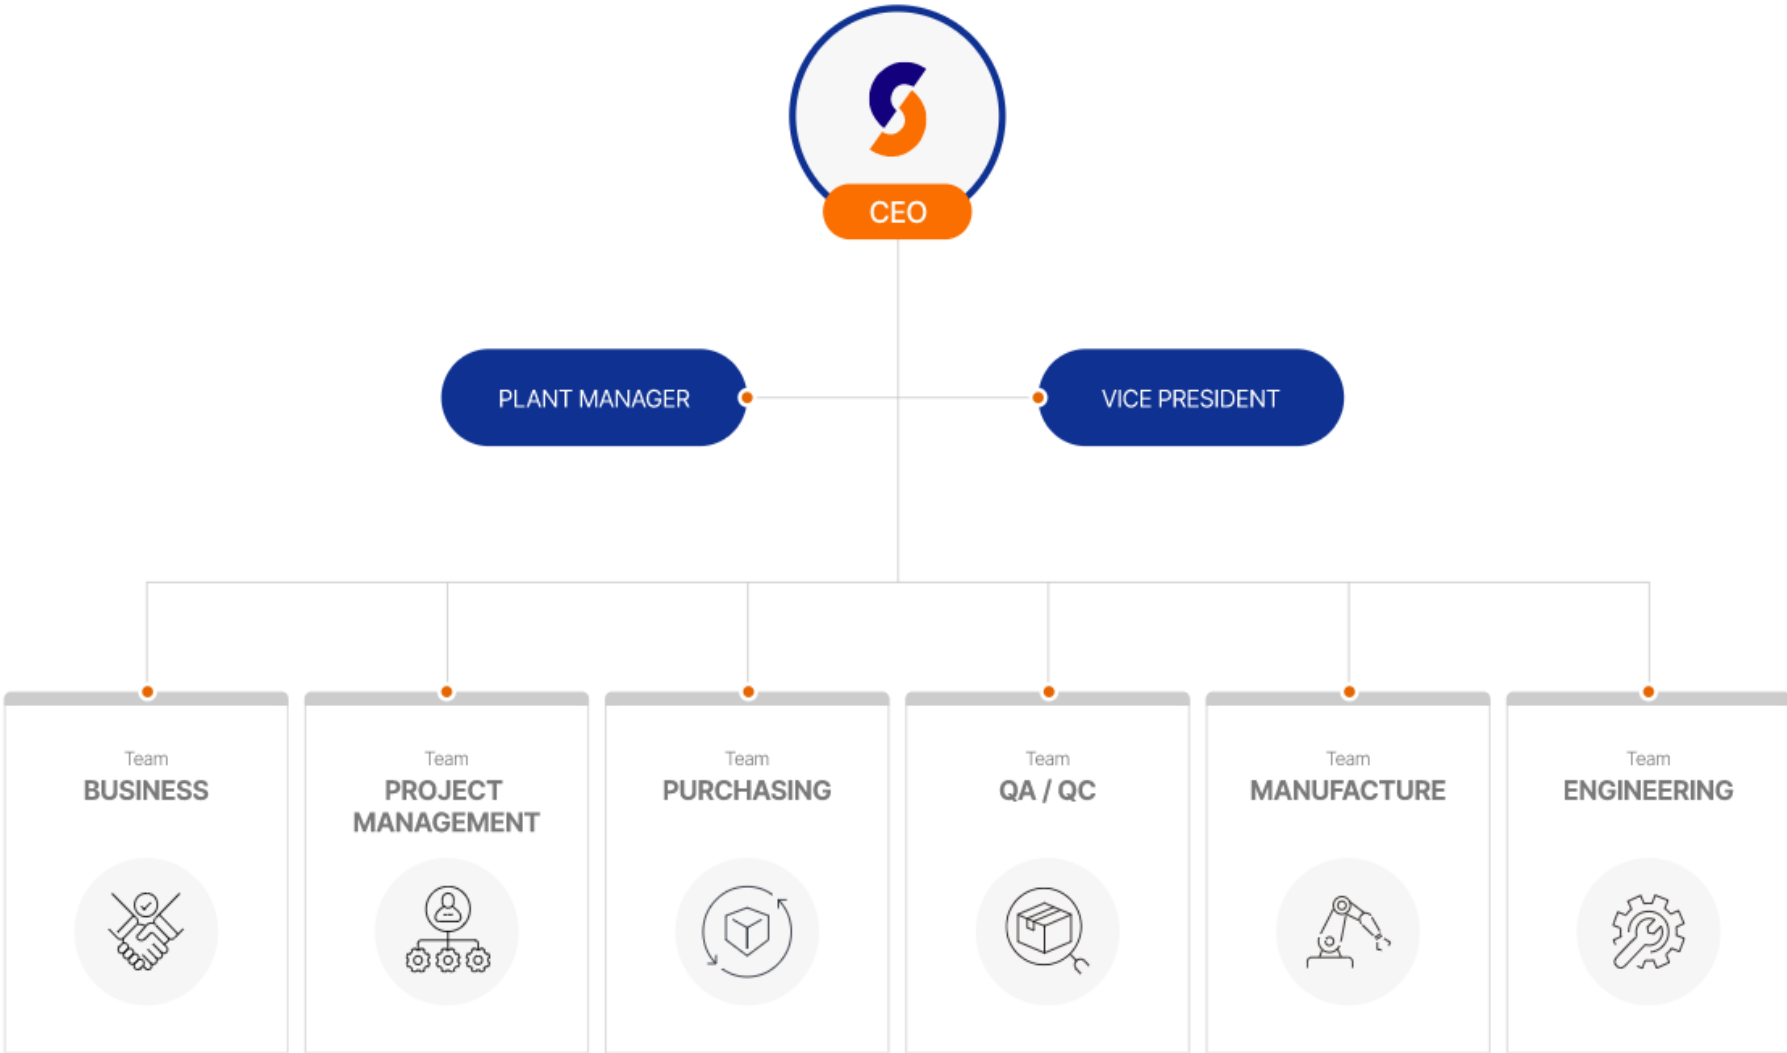 CEO
PLANT MANAGER
VICE PRESIDENT
Team
BUSINESS
Team
PROJECT
MANAGEMENT
Team
PURCHASING
Team
QA / QC
Team
MANUFACTURE
Team
ENGINEERING